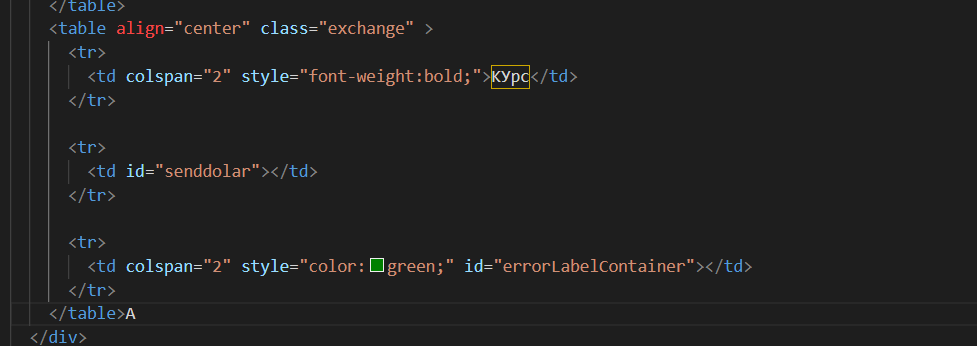 </table>
<table align="center" class="exchange" >
<tr>
<td colspan="2" style="font-weight:bold;">КУрс</td>
</tr>
<tr>
<td id="senddolar"></td>
</tr>
<tr>
<td colspan="2" style="color:green;" id="errorLabelContainer"></td>
</tr>
</table>A
</div>